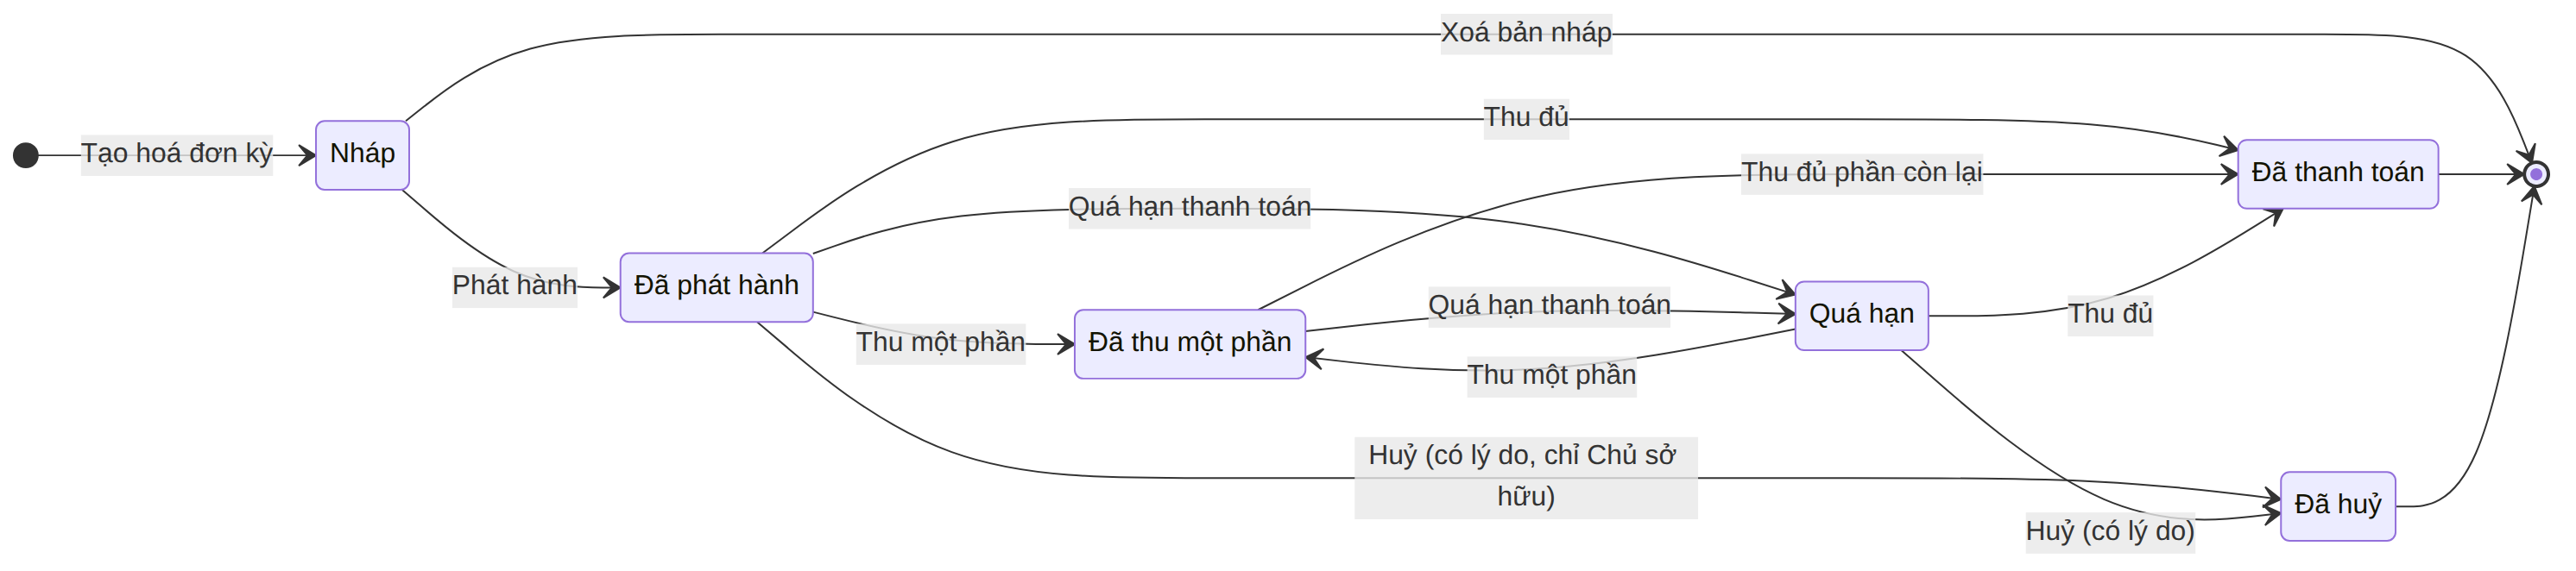 Xoá bản nháp
Thu đủ
Tạo hoá đơn kỳ
Nháp
Thu đủ phần còn lại
Đã thanh toán
Quá hạn thanh toán
Phát hành
Đã phát hành
Quá hạn thanh toán
Quá hạn
Thu đủ
Thu một phần
Đã thu một phần
Thu một phần
Huỷ (có lý do, chỉ Chủ sở
hữu)
Đã huỷ
Huỷ (có lý do)